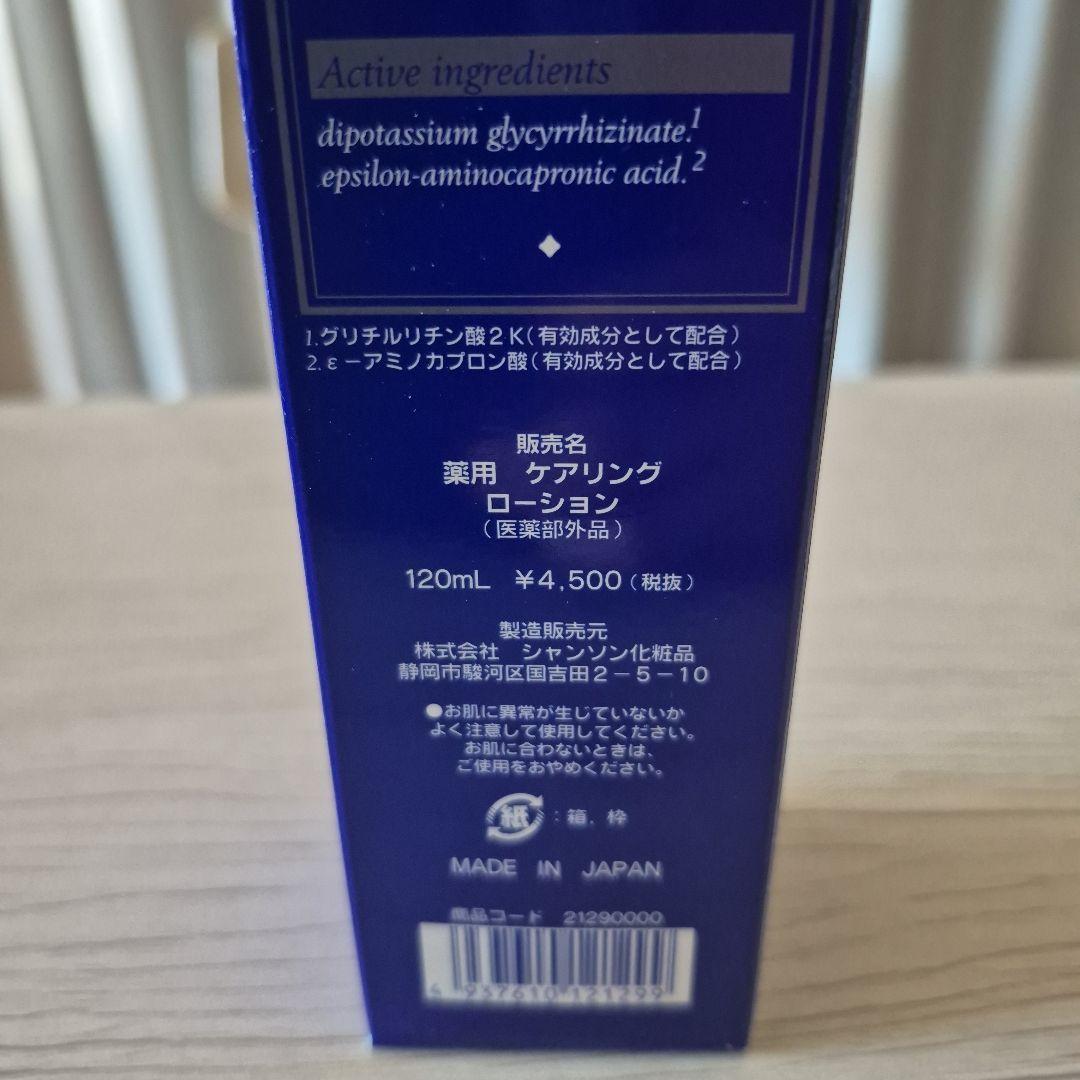 Active ingredients
dipotassium glycyrrhizinate.1
epsilon-aminocapronic acid.2
1.グリチルリチン酸2K(有効成分として配合)
2.ε－アミノカプロン酸(有効成分として配合)
販売名
薬用 ケアリング
ローション
(医薬部外品)
120mL ¥4,500(税抜)
製造販売元
株式会社 シャンソン化粧品
静岡市駿河区国吉田2－5－10
●お肌に異常が生じていないか
よく注意して使用してください。
お肌に合わないときは、
ご使用をおやめください。
紙:箱,枠
MADE IN JAPAN
商品コード 21290000
4 937610 121299